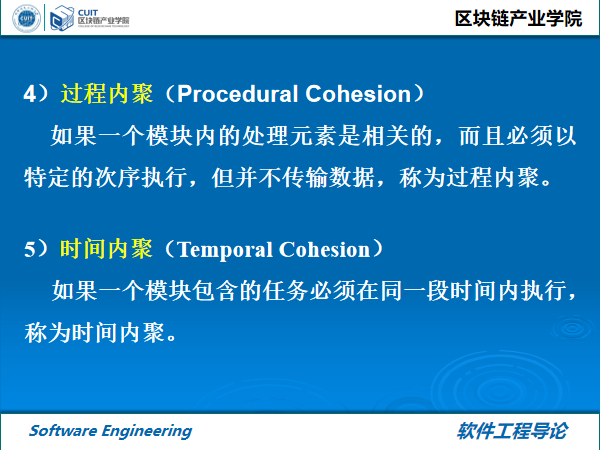 CUIT
区块链产业学院
区块链产业学院
4）过程内聚（Procedural Cohesion）
如果一个模块内的处理元素是相关的，而且必须以
特定的次序执行，但并不传输数据，称为过程内聚。
5）时间内聚（Temporal Cohesion）
如果一个模块包含的任务必须在同一段时间内执行，
称为时间内聚。
Software Engineering
软件工程导论